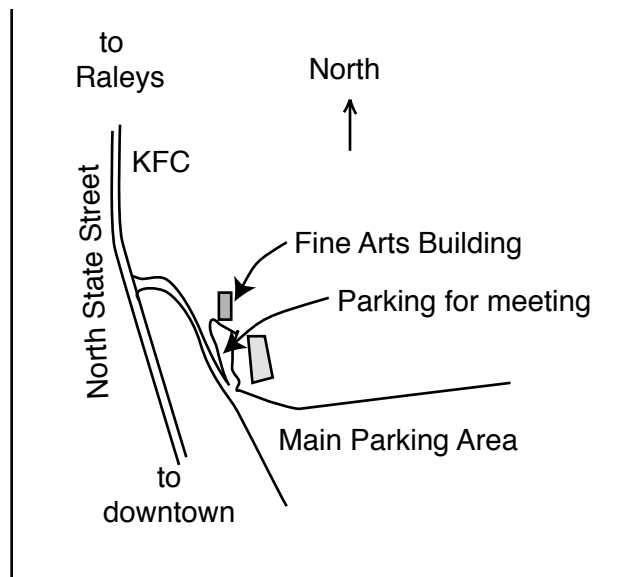 to
Raleys
North
KFC
North State Street
Fine Arts Building
Parking for meeting
Main Parking Area
to
downtown